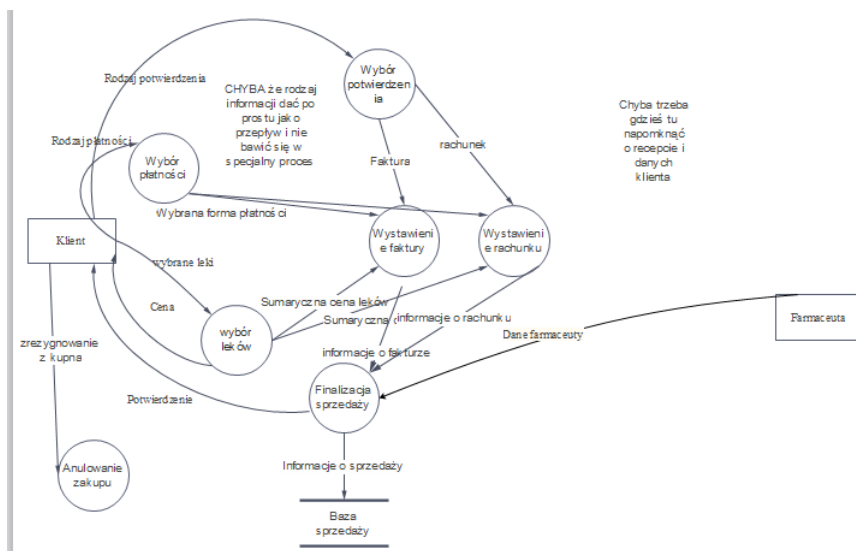 Rodzaj potwierdzenia
Wybór
potwierdzen
ia
CHYBA że rodzaj
informacji dać po
prostu jako
przepływ i nie
bawić się w
specjalny proces
Chyba trzeba
gdzieś tu
napomknąć
o recepcie i
danych
klienta
Rodzaj płatności
Wybór
płatności
Faktura
rachunek
Wybrana forma płatności
Klient
Wystawieni
e faktury
Wystawieni
e rachunku
wybrane leki
Cena
Sumaryczna cena leków
Sumaryczna
informacje o rachunku
Farmaceuta
Dane farmaceuty
zrezygnowanie
z kupna
wybór
leków
informacje o fakturze
Potwierdzenie
Finalizacja
sprzedaży
Anulowanie
zakupu
Informacje o sprzedaży
Baza
sprzedaży